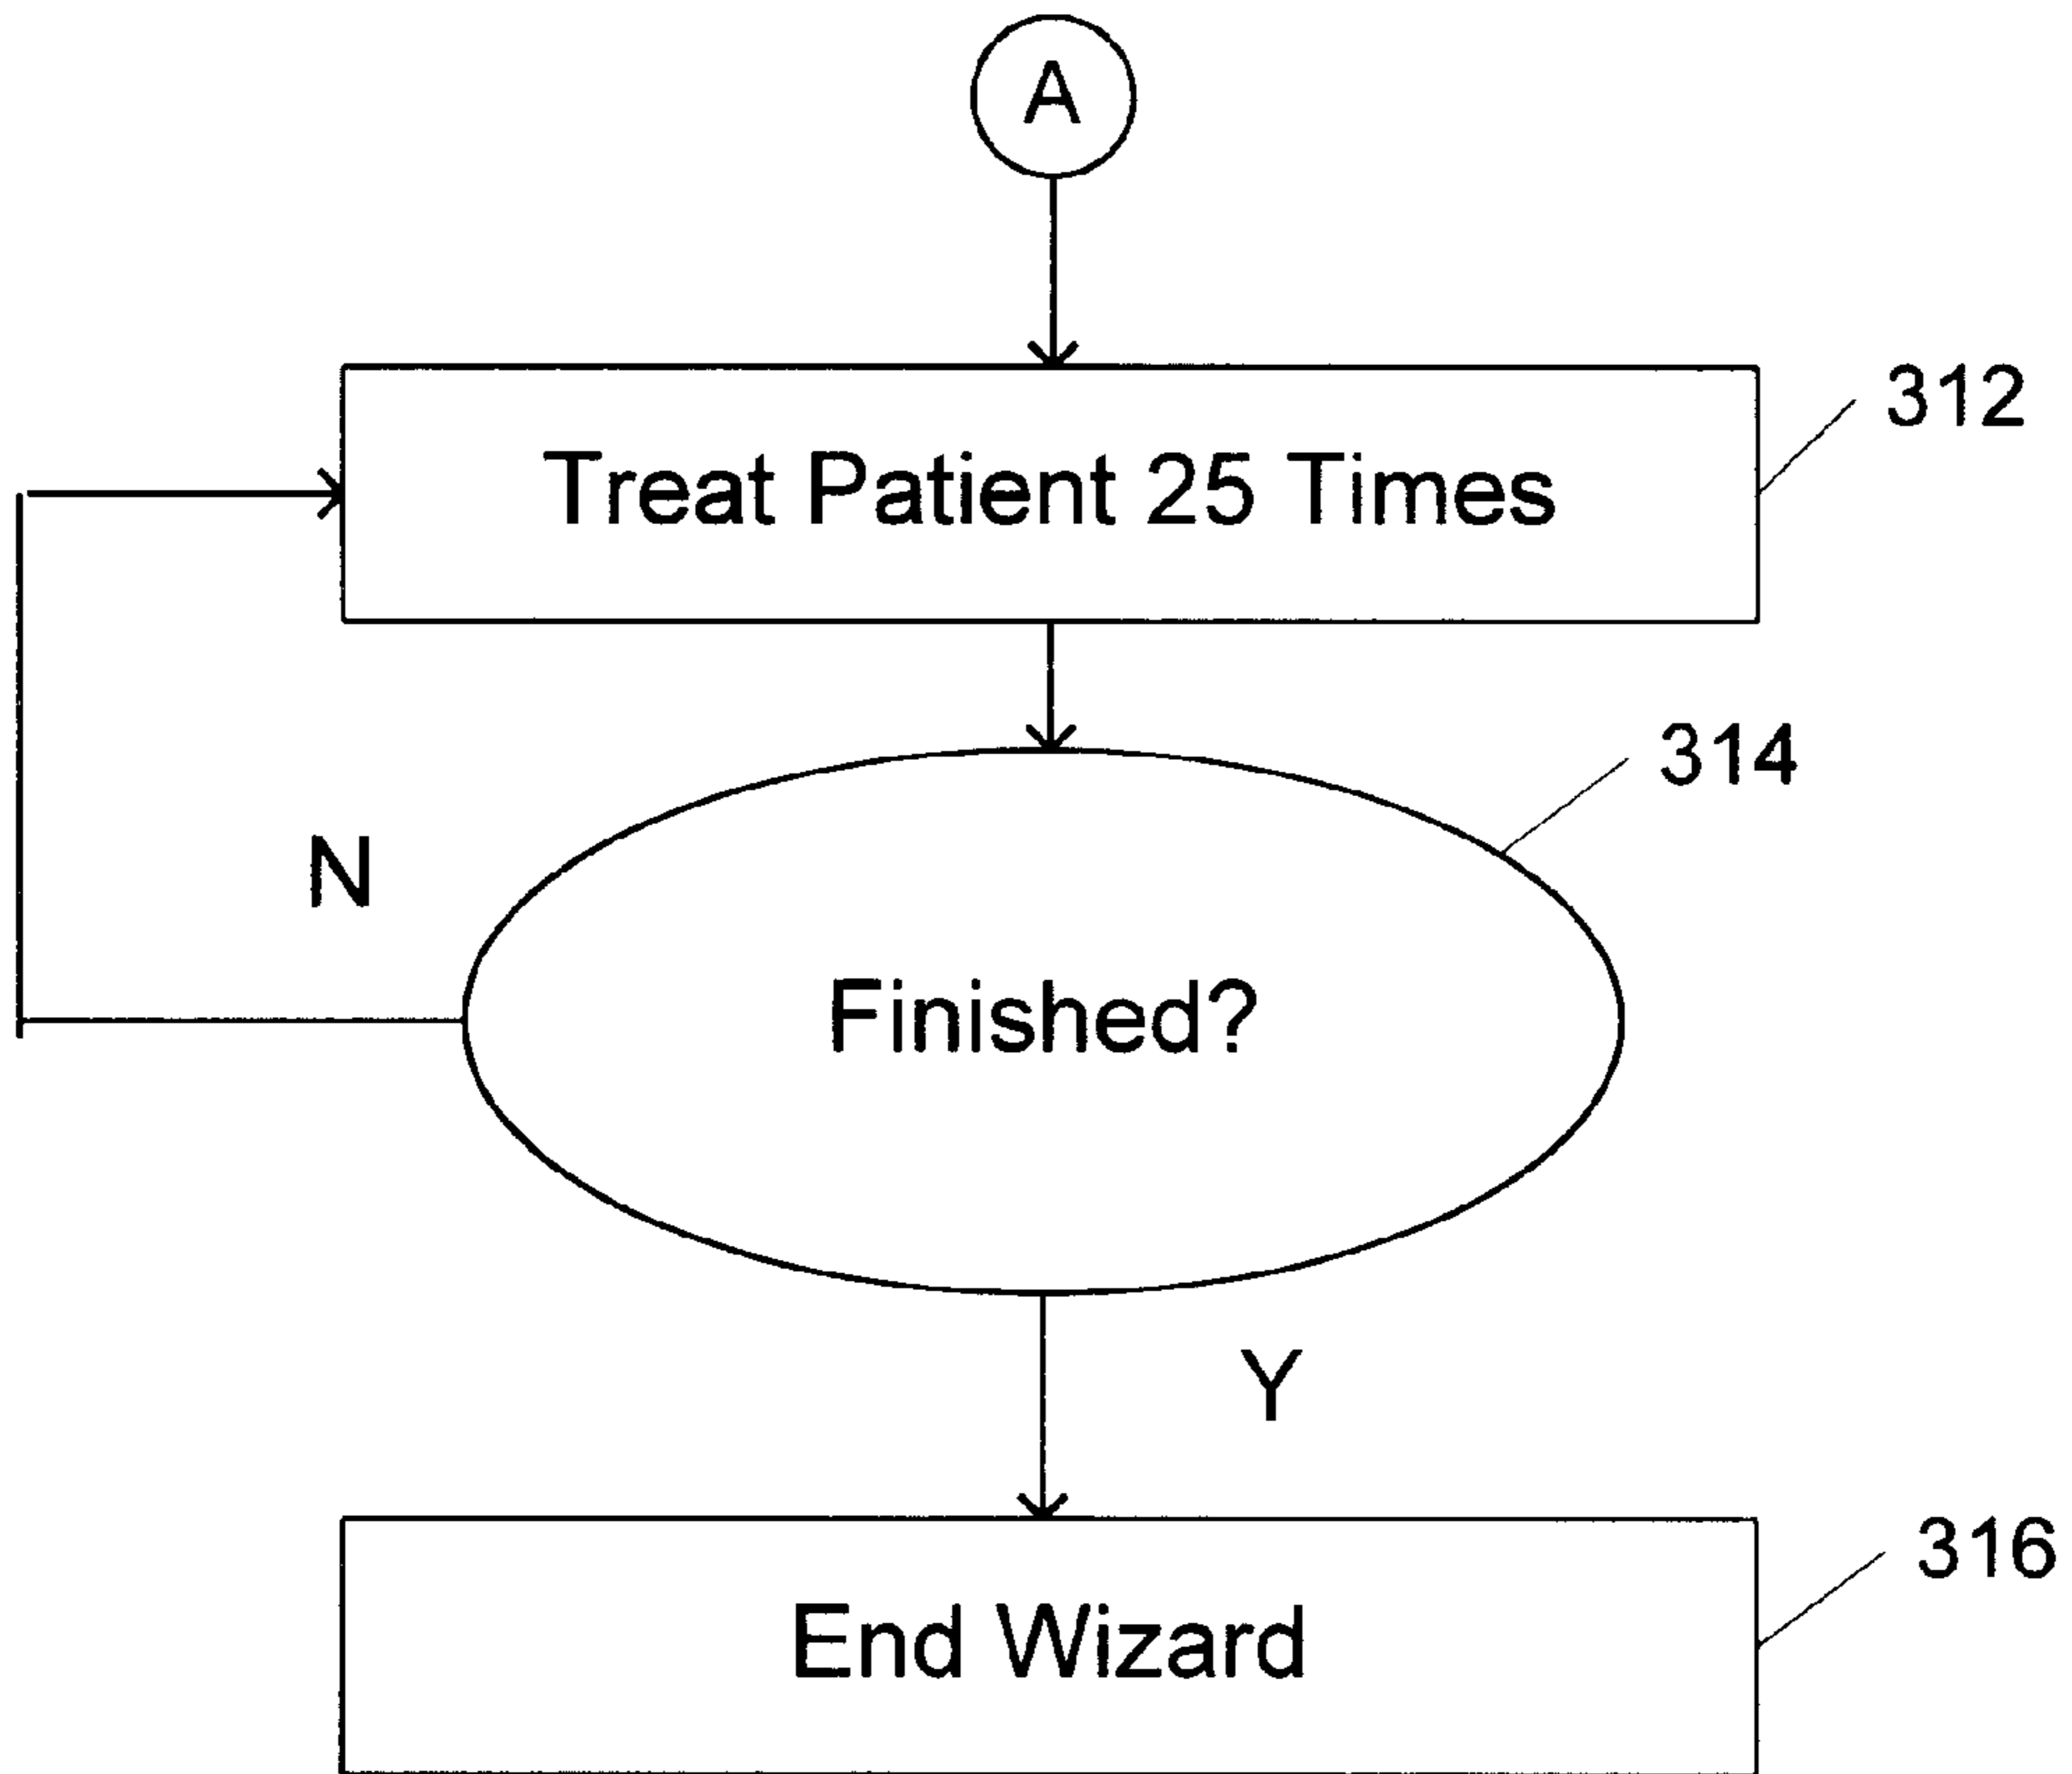 A
312
Treat Patient 25 Times
314
N
Finished?
Y
316
End Wizard